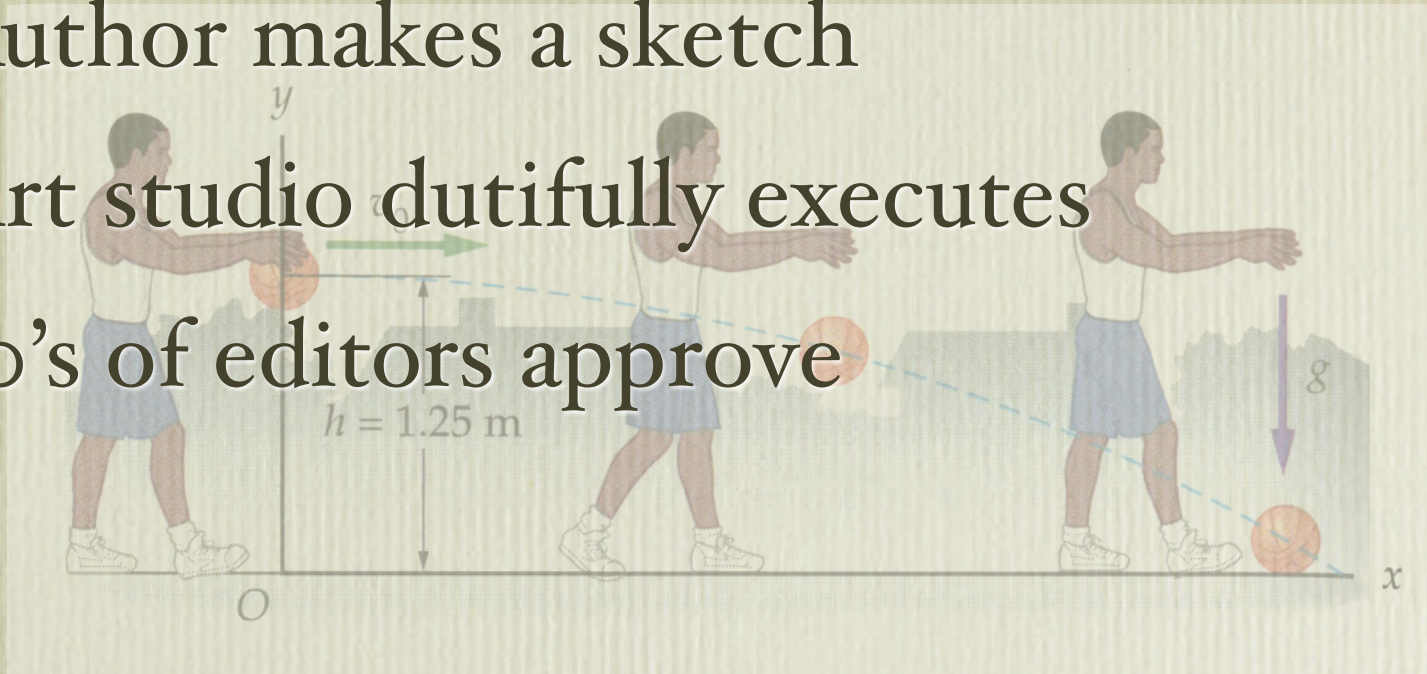 uthor makes a sketch
y
rt studio dutifully executes
o's of editors approve
g
h = 1.25 m
x
O